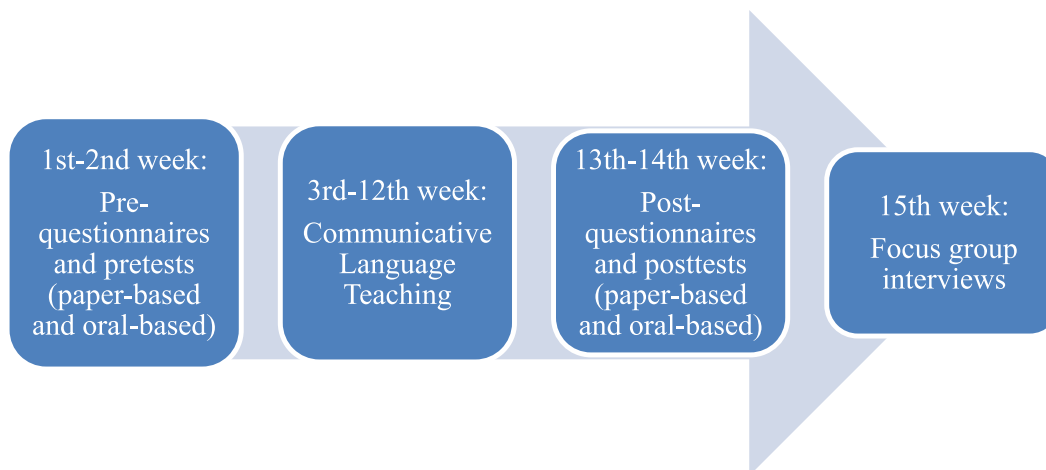 1st-2nd week:
Pre-
questionnaires
and pretests
(paper-based
and oral-based)
3rd-12th week:
Communicative
Language
Teaching
13th-14th week:
Post-
questionnaires
and posttests
(paper-based
and oral-based)
15th week:
Focus group
interviews